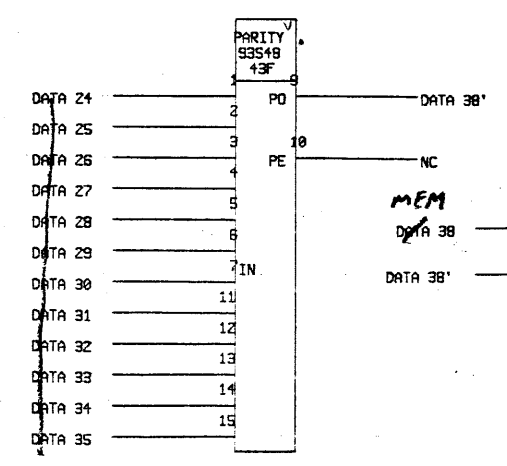 V
PARITY
93S48
43F
1
9
DATA 24
PO
DATA 38'
2
DATA 25
3
10
DATA 26
PE
NC
4
DATA 27
5
MEM
DATA 28
6
DATA 38
DATA 29
7
IN
DATA 30
DATA 38'
11
DATA 31
12
DATA 32
13
DATA 33
14
DATA 34
15
DATA 35